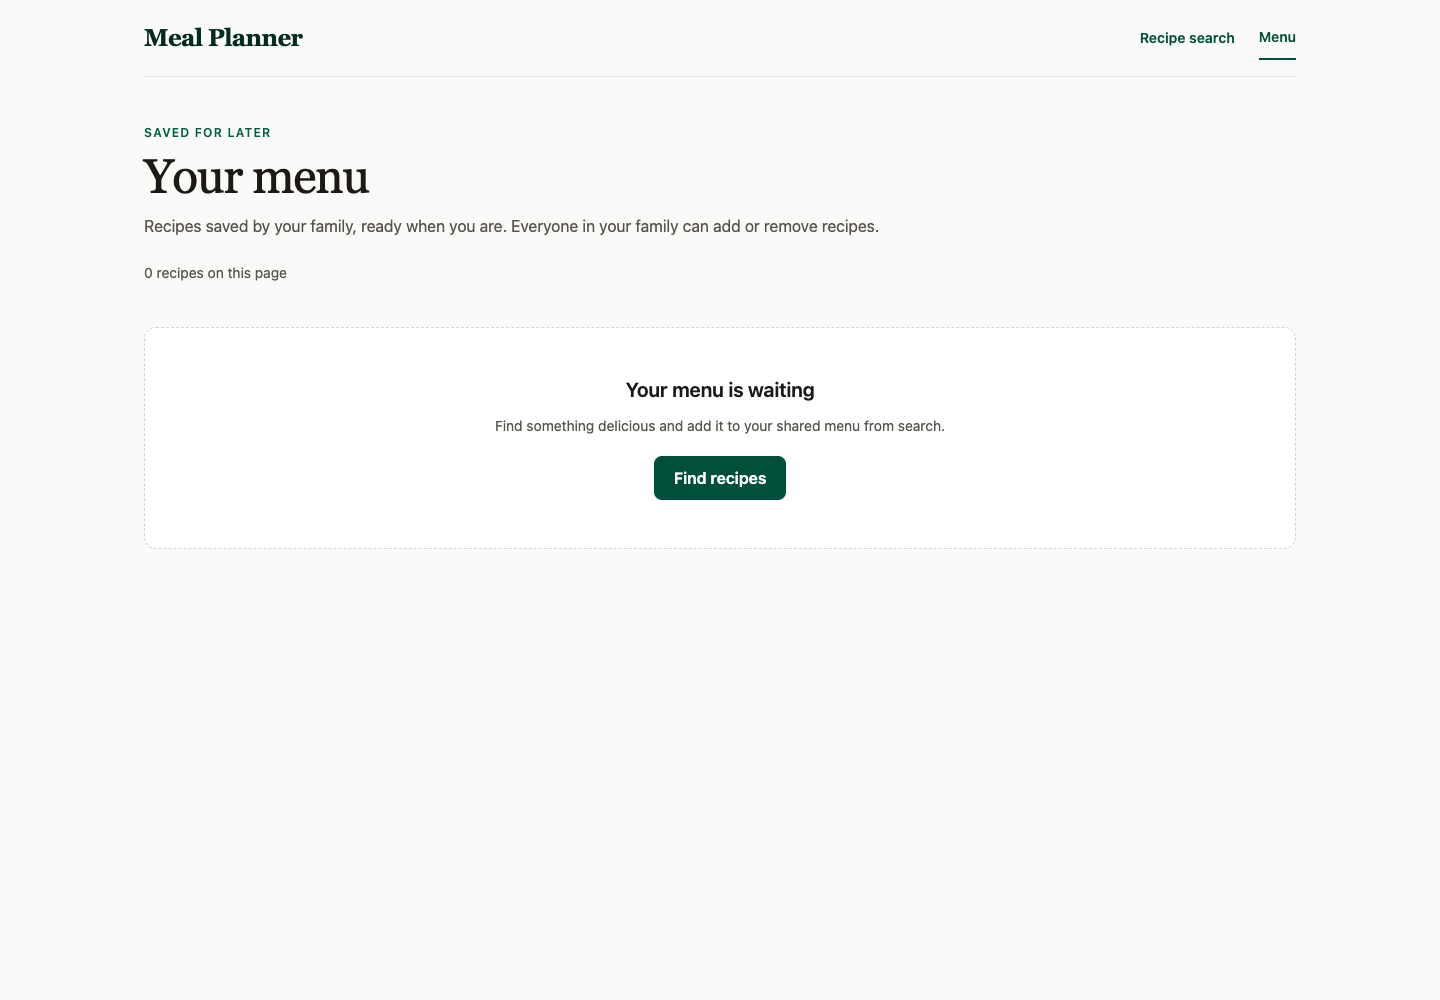 Meal Planner
Recipe search
Menu
SAVED FOR LATER
Your menu
Recipes saved by your family, ready when you are. Everyone in your family can add or remove recipes.
0 recipes on this page
Your menu is waiting
Find something delicious and add it to your shared menu from search.
Find recipes